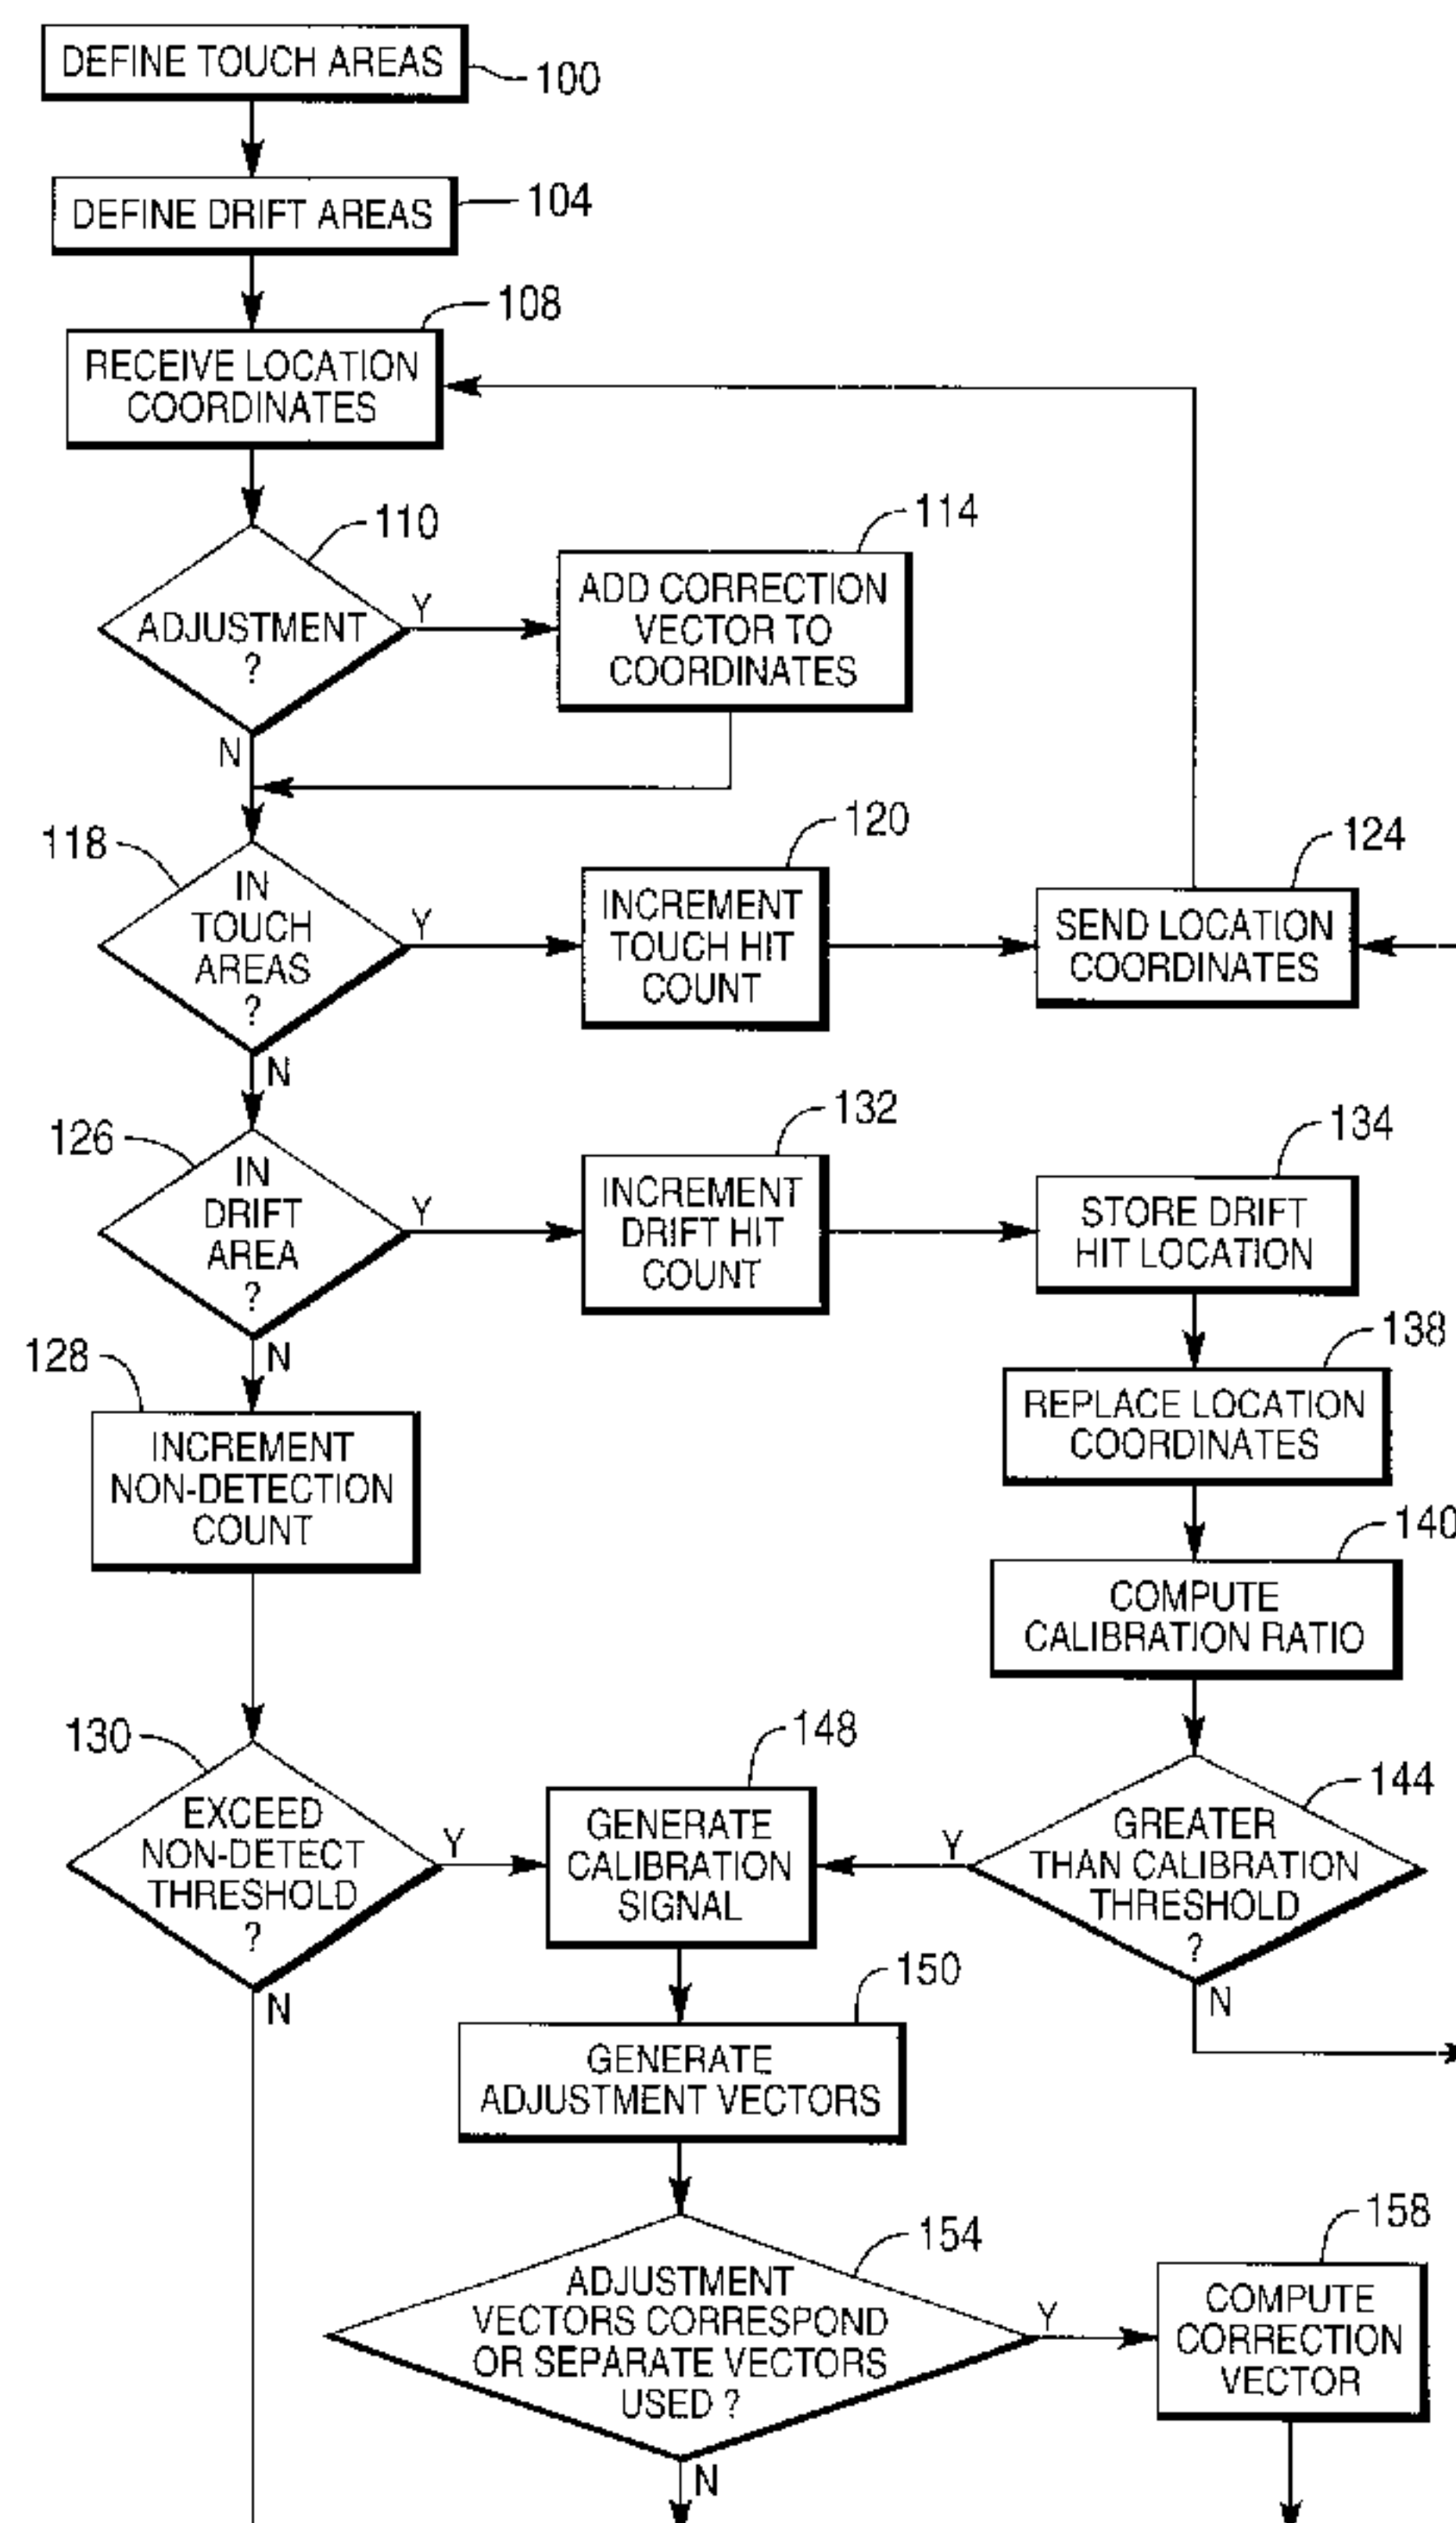 DEFINE TOUCH AREAS
100
DEFINE DRIFT AREAS
104
108
RECEIVE LOCATION
COORDINATES
110
ADJUSTMENT
?
Y
N
114
ADD CORRECTION
VECTOR TO
COORDINATES
118
IN
TOUCH
AREAS
?
Y
N
120
INCREMENT
TOUCH HIT
COUNT
124
SEND LOCATION
COORDINATES
126
IN
DRIFT
AREA
?
Y
N
132
INCREMENT
DRIFT HIT
COUNT
134
STORE DRIFT
HIT LOCATION
128
INCREMENT
NON-DETECTION
COUNT
138
REPLACE LOCATION
COORDINATES
140
COMPUTE
CALIBRATION RATIO
130
EXCEED
NON-DETECT
THRESHOLD
?
Y
N
148
GENERATE
CALIBRATION
SIGNAL
144
GREATER
THAN CALIBRATION
THRESHOLD
?
Y
N
150
GENERATE
ADJUSTMENT VECTORS
154
ADJUSTMENT
VECTORS CORRESPOND
OR SEPARATE VECTORS
USED ?
Y
N
158
COMPUTE
CORRECTION
VECTOR